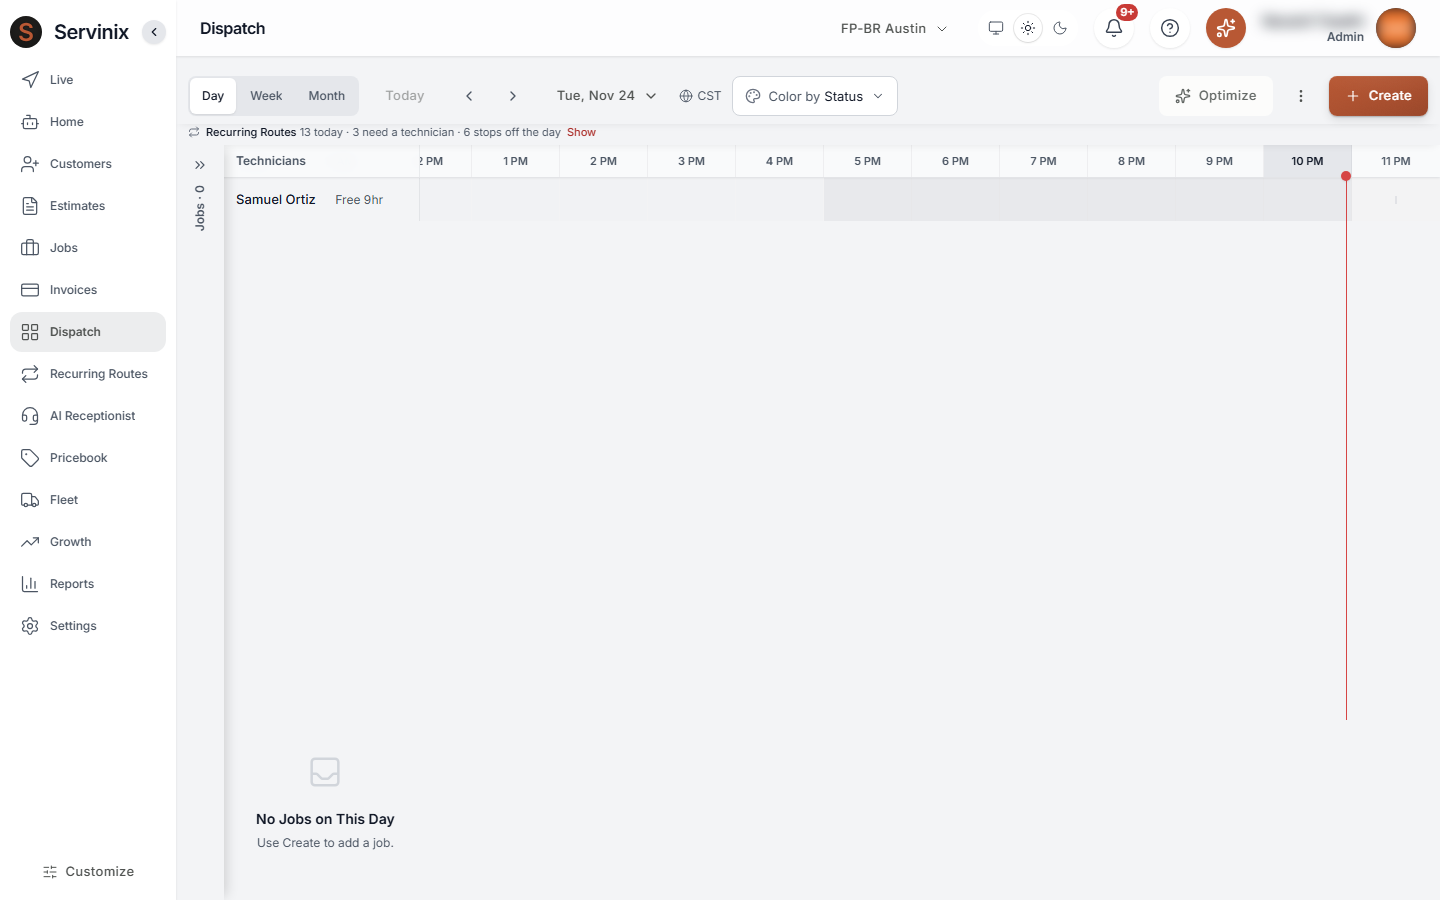 Servinix
Live
Home
Customers
Estimates
Jobs
Invoices
Dispatch
Recurring Routes
AI Receptionist
Pricebook
Fleet
Growth
Reports
Settings
Customize
Dispatch
FP-BR Austin
9+
Admin
Day Week Month Today Tue, Nov 24 CST Color by Status Optimize Create
Recurring Routes 13 today · 3 need a technician · 6 stops off the day Show
Jobs · 0
Technicians 2 PM 1 PM 2 PM 3 PM 4 PM 5 PM 6 PM 7 PM 8 PM 9 PM 10 PM 11 PM
Samuel Ortiz Free 9hr
No Jobs on This Day
Use Create to add a job.